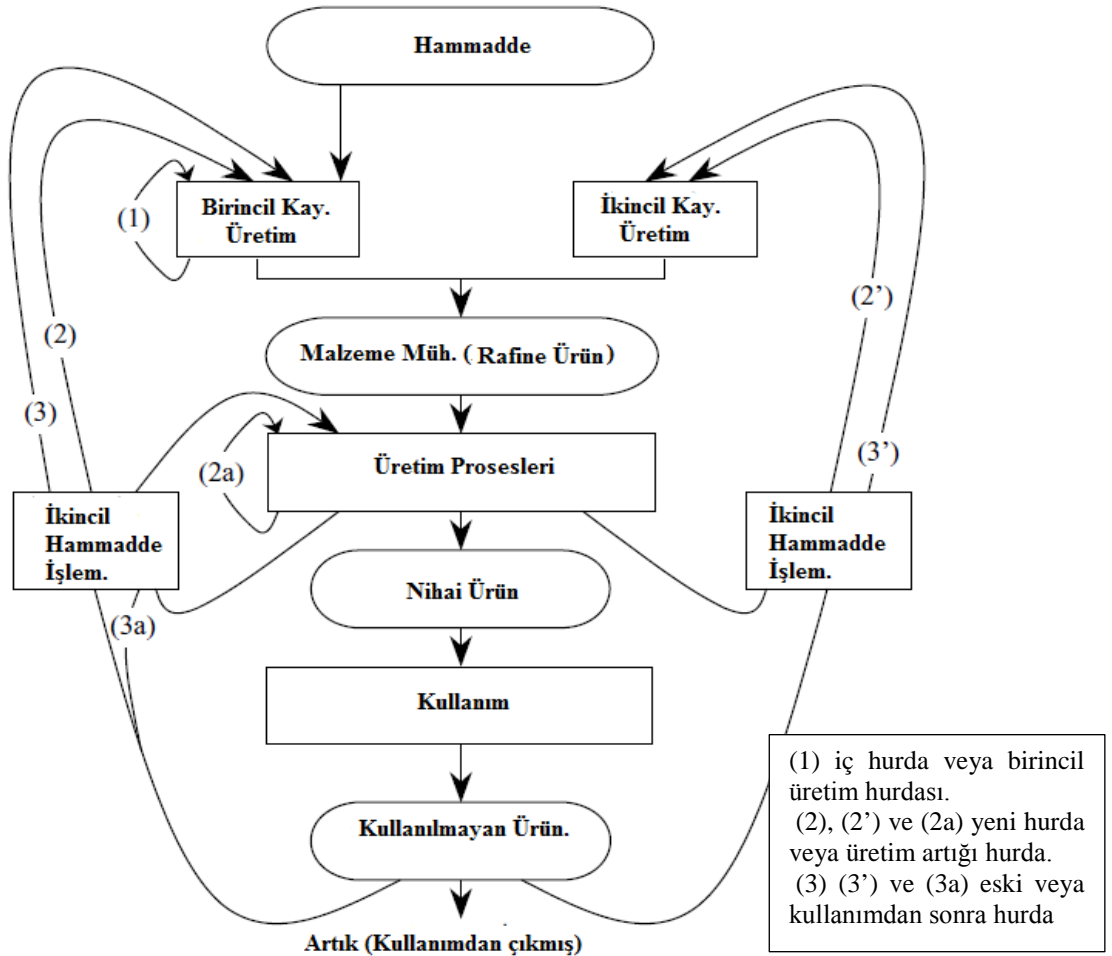 Hammadde
Birincil Kay.
Üretim
İkincil Kay.
Üretim
(1)
(2)
(2’)
(3)
(3’)
Malzeme Müh. ( Rafine Ürün)
Üretim Prosesleri
(2a)
İkincil
Hammadde
İşlem.
İkincil
Hammadde
İşlem.
(3a)
Nihai Ürün
Kullanım
Kullanılmayan Ürün.
Artık (Kullanımdan çıkmış)
(1) iç hurda veya birincil
üretim hurdası.
(2), (2’) ve (2a) yeni hurda
veya üretim artığı hurda.
(3) (3’) ve (3a) eski veya
kullanımdan sonra hurda